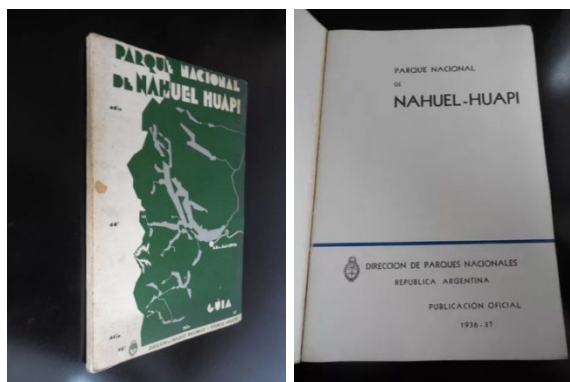 PARQUE NACIONAL
DE NAHUEL HUAPI
GUIA
PARQUE NACIONAL
DE
NAHUEL-HUAPI
DIRECCION DE PARQUES NACIONALES
REPUBLICA ARGENTINA
PUBLICACIÓN OFICIAL
1936-37